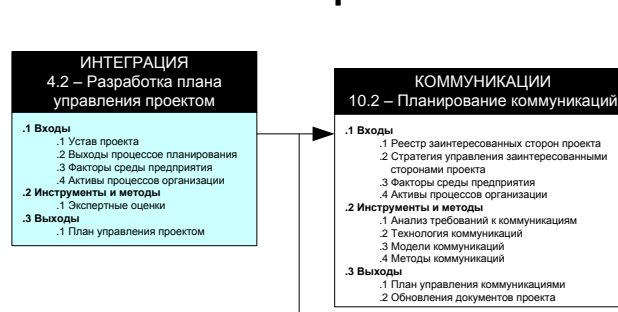 ИНТЕГРАЦИЯ
4.2 – Разработка плана
управления проектом
.1 Входы
.1 Устав проекта
.2 Выходы процессое планирования
.3 Факторы среды предприятия
.4 Активы процессов организации
.2 Инструменты и методы
.1 Экспертные оценки
.3 Выходы
.1 План управления проектом
КОММУНИКАЦИИ
10.2 – Планирование коммуникаций
.1 Входы
.1 Реестр заинтересованных сторон проекта
.2 Стратегия управления заинтересованными
сторонами проекта
.3 Факторы среды предприятия
.4 Активы процессов организации
.2 Инструменты и методы
.1 Анализ требований к коммуникациям
.2 Технология коммуникаций
.3 Модели коммуникаций
.4 Методы коммуникаций
.3 Выходы
.1 План управления коммуникациями
.2 Обновления документов проекта